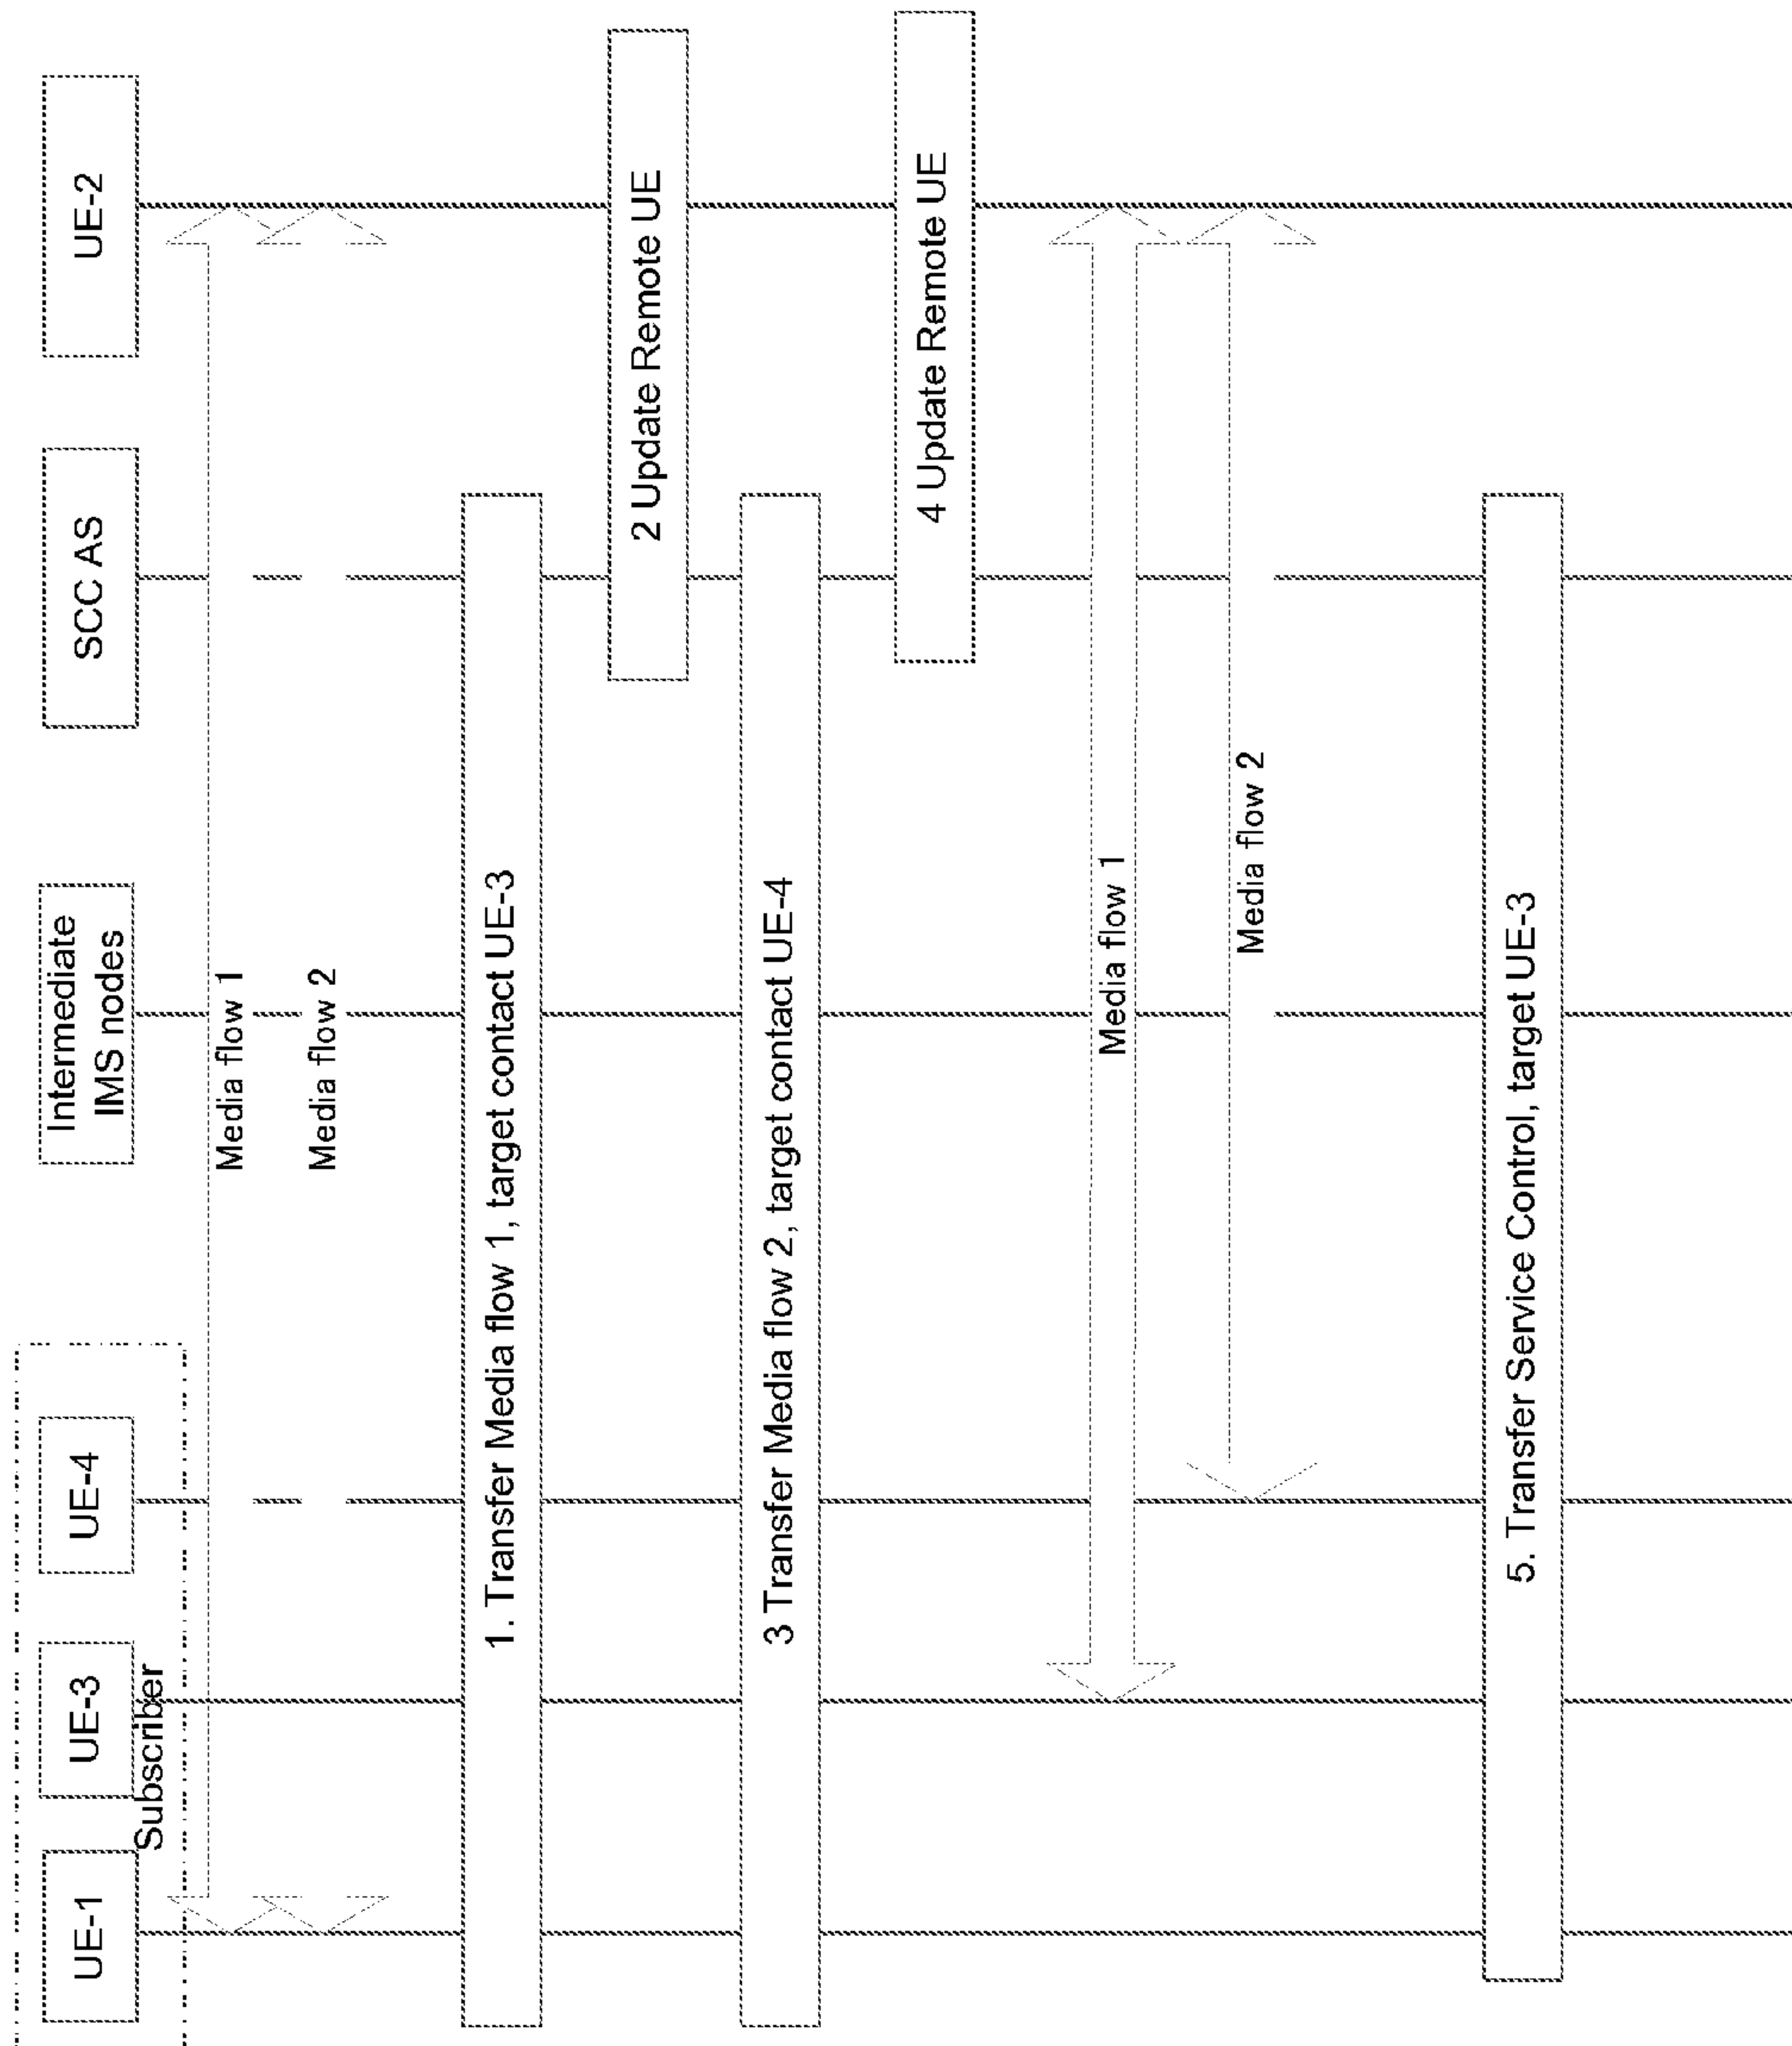 UE-1
UE-3
UE-4
Intermediate
IMS nodes
SCC AS
UE-2
Subscriber
Media flow 1
Media flow 2
1. Transfer Media flow 1, target contact UE-3
2 Update Remote UE
3 Transfer Media flow 2, target contact UE-4
4 Update Remote UE
Media flow 1
Media flow 2
5. Transfer Service Control, target UE-3